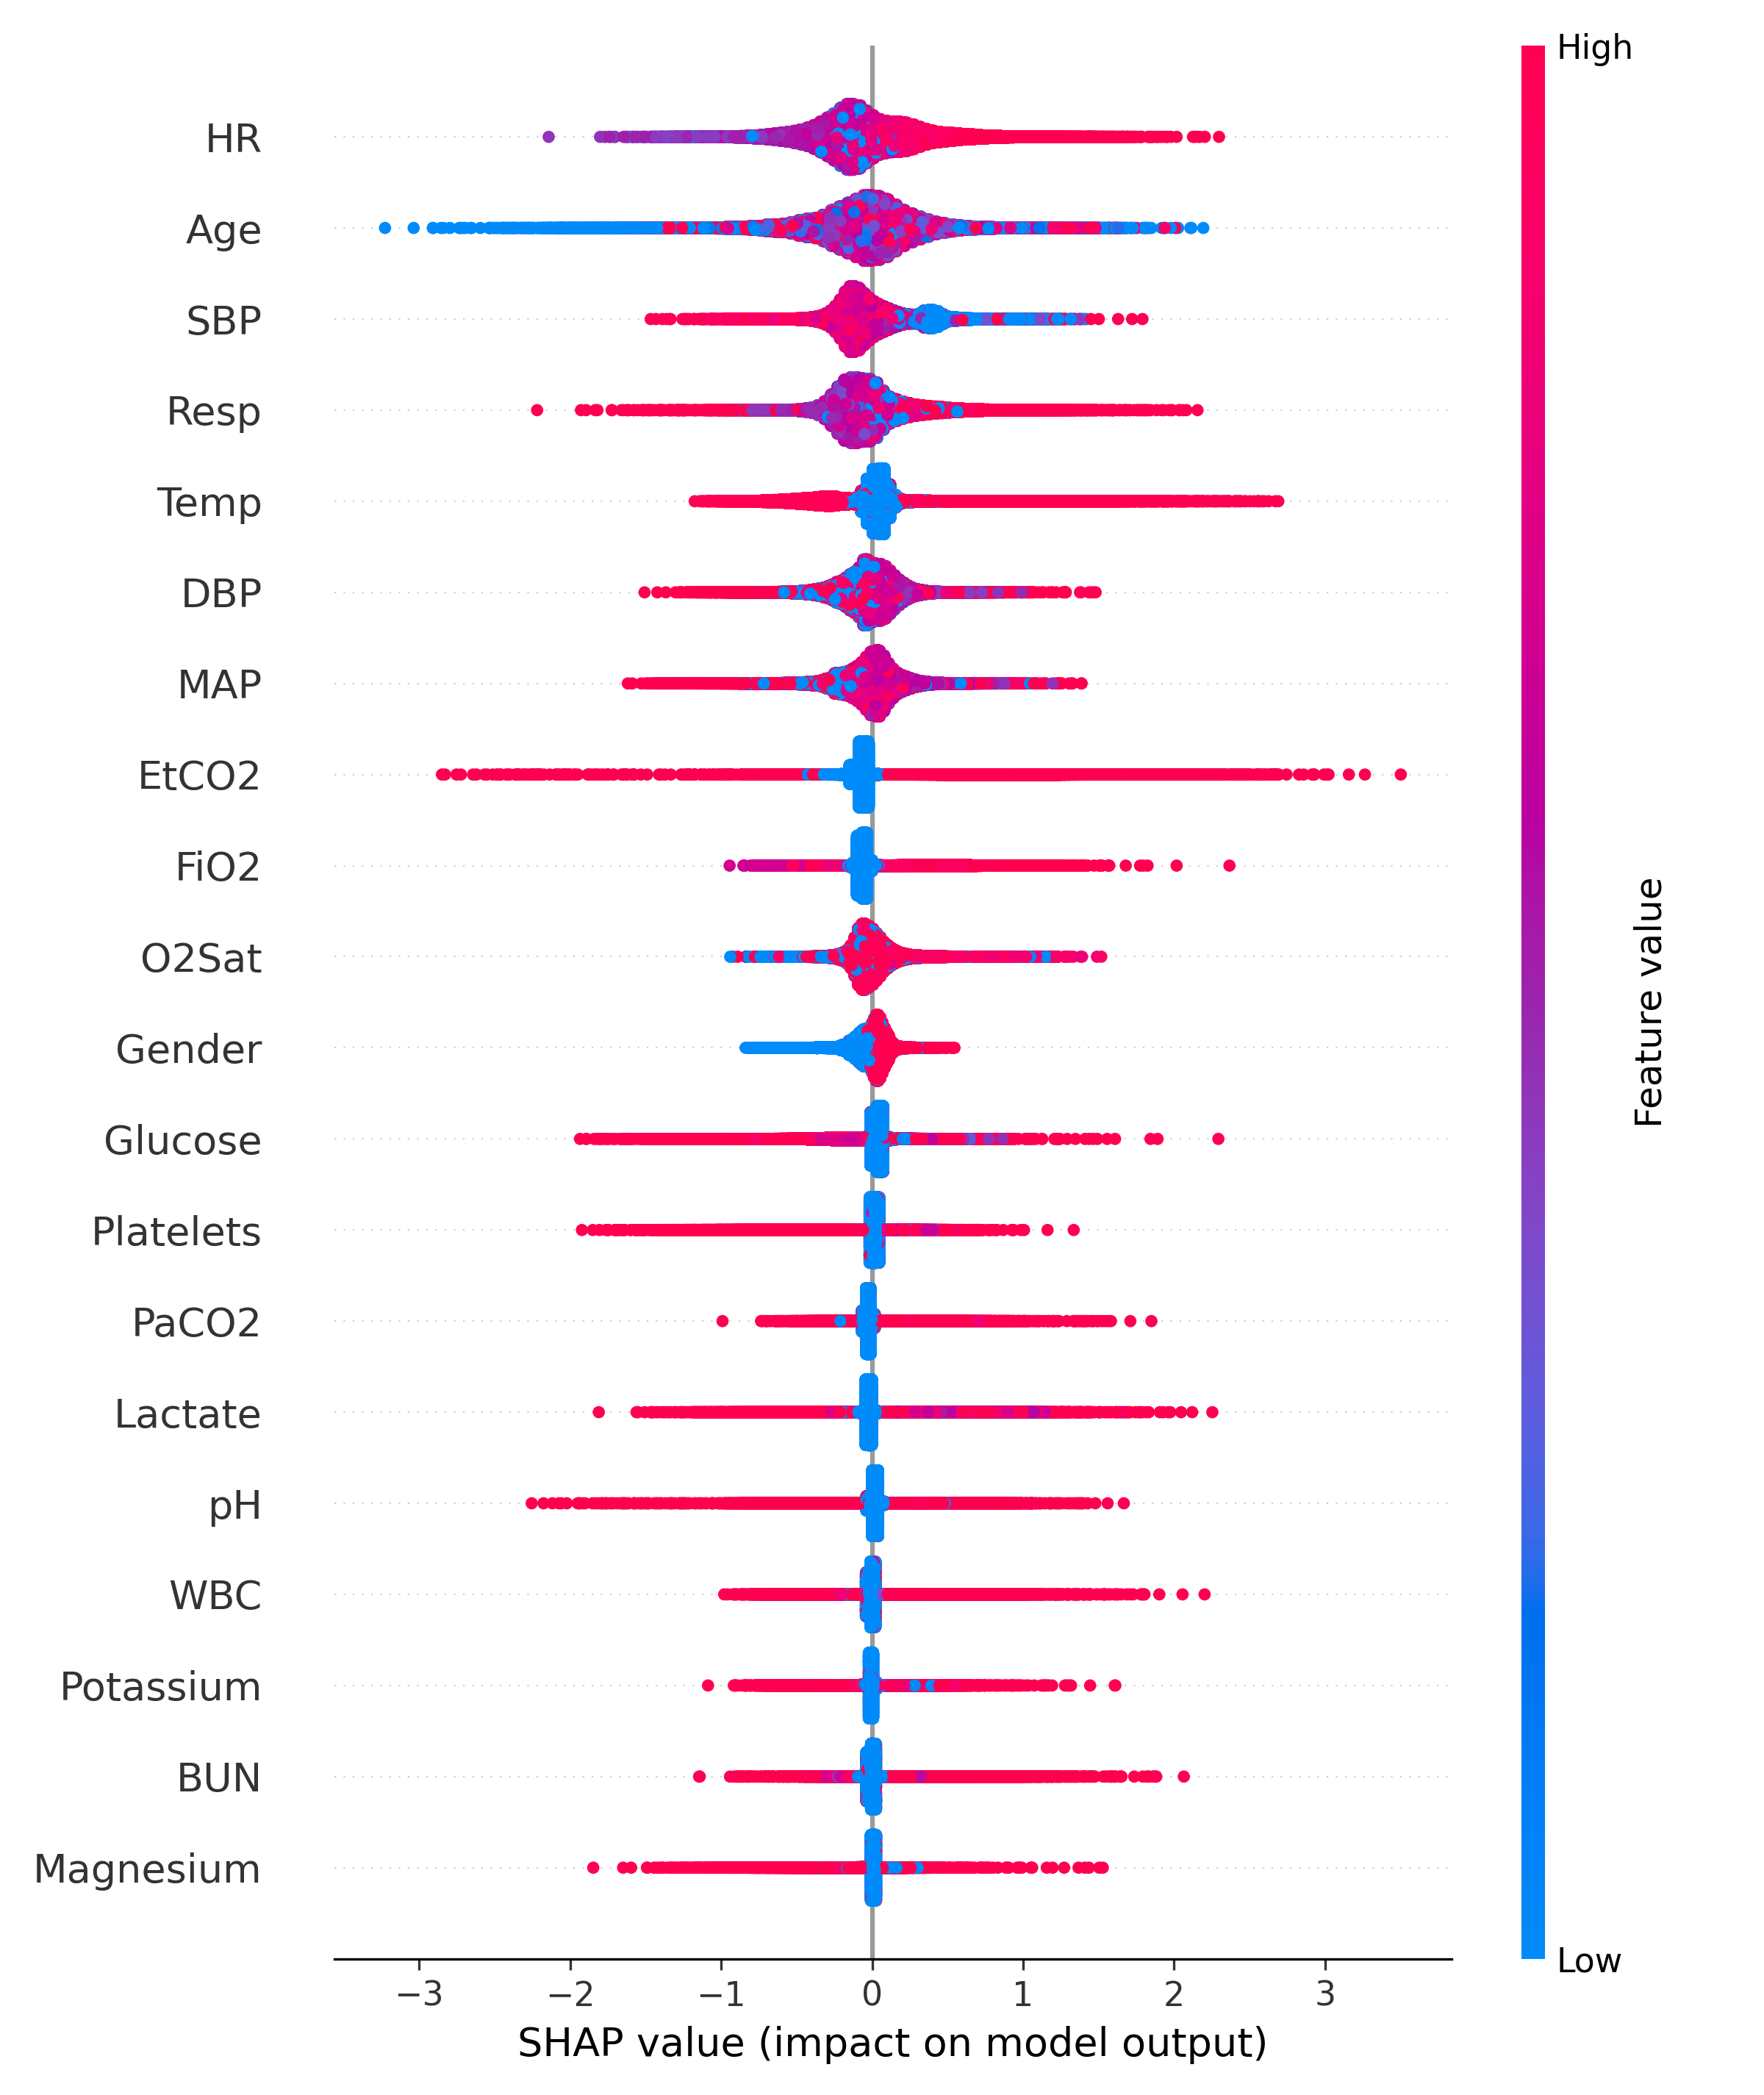 High
HR
Age
SBP
Resp
Temp
DBP
MAP
EtCO2
FiO2
O2Sat
Gender
Glucose
Platelets
PaCO2
Lactate
pH
WBC
Potassium
BUN
Magnesium
Feature value
Low
−3 −2 −1 0 1 2 3
SHAP value (impact on model output)